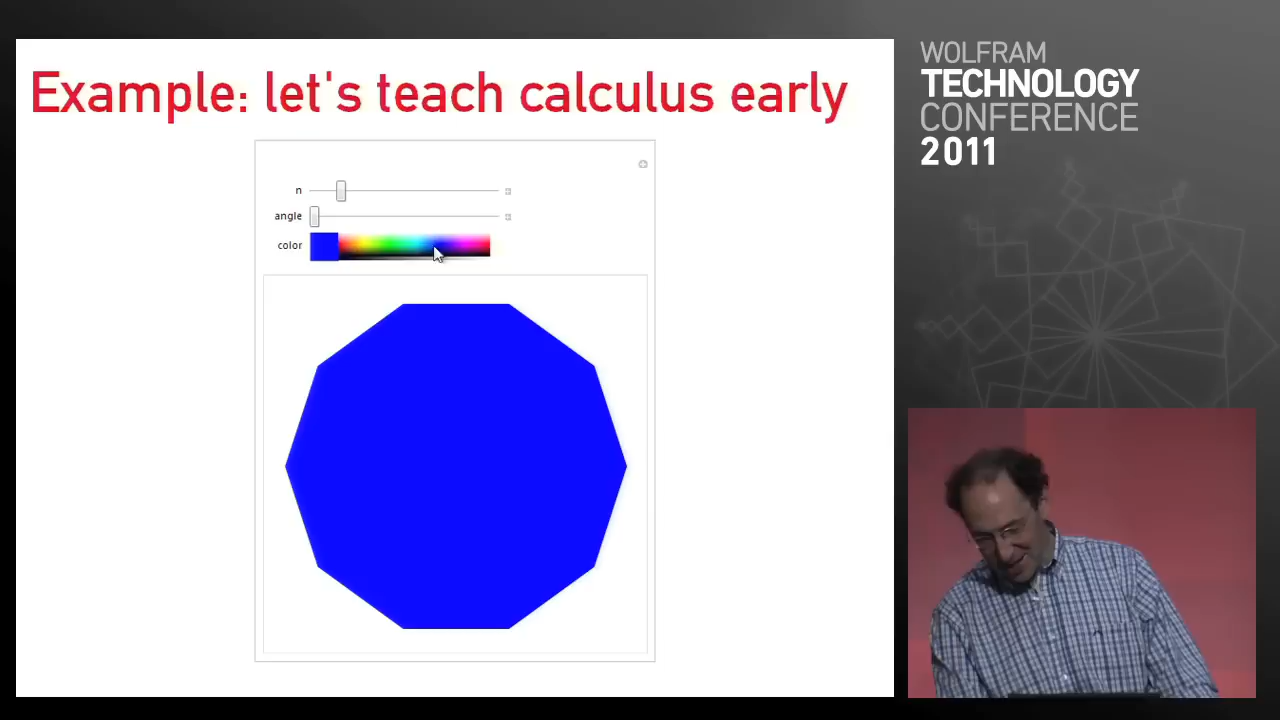 Example: let's teach calculus early
n
angle
color
WOLFRAM
TECHNOLOGY
CONFERENCE
2011